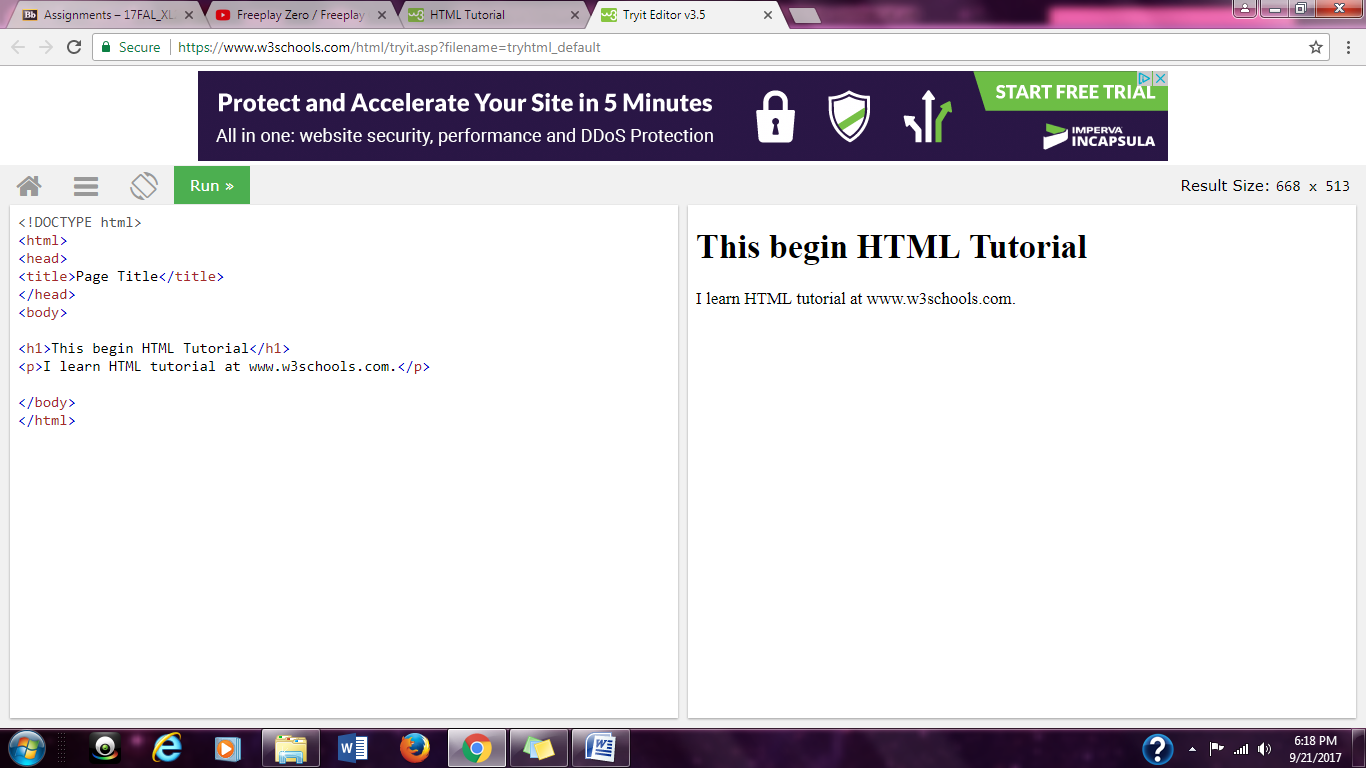 Bb Assignments – 17FAL_XL
Freeplay Zero / Freeplay
w3 HTML Tutorial
w3 Tryit Editor v3.5
Secure https://www.w3schools.com/html/tryit.asp?filename=tryhtml_default
Protect and Accelerate Your Site in 5 Minutes
All in one: website security, performance and DDoS Protection
START FREE TRIAL
IMPERVA
INCAPSULA
Run »
Result Size: 668 x 513
<!DOCTYPE html>
<html>
<head>
<title>Page Title</title>
</head>
<body>
<h1>This begin HTML Tutorial</h1>
<p>I learn HTML tutorial at www.w3schools.com.</p>
</body>
</html>
This begin HTML Tutorial
I learn HTML tutorial at www.w3schools.com.
6:18 PM
9/21/2017